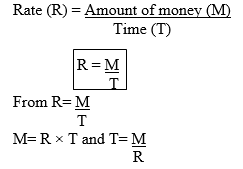 Rate (R) = Amount of money (M)
Time (T)
R = M
T
From R= M
T
M= R × T and T= M
R